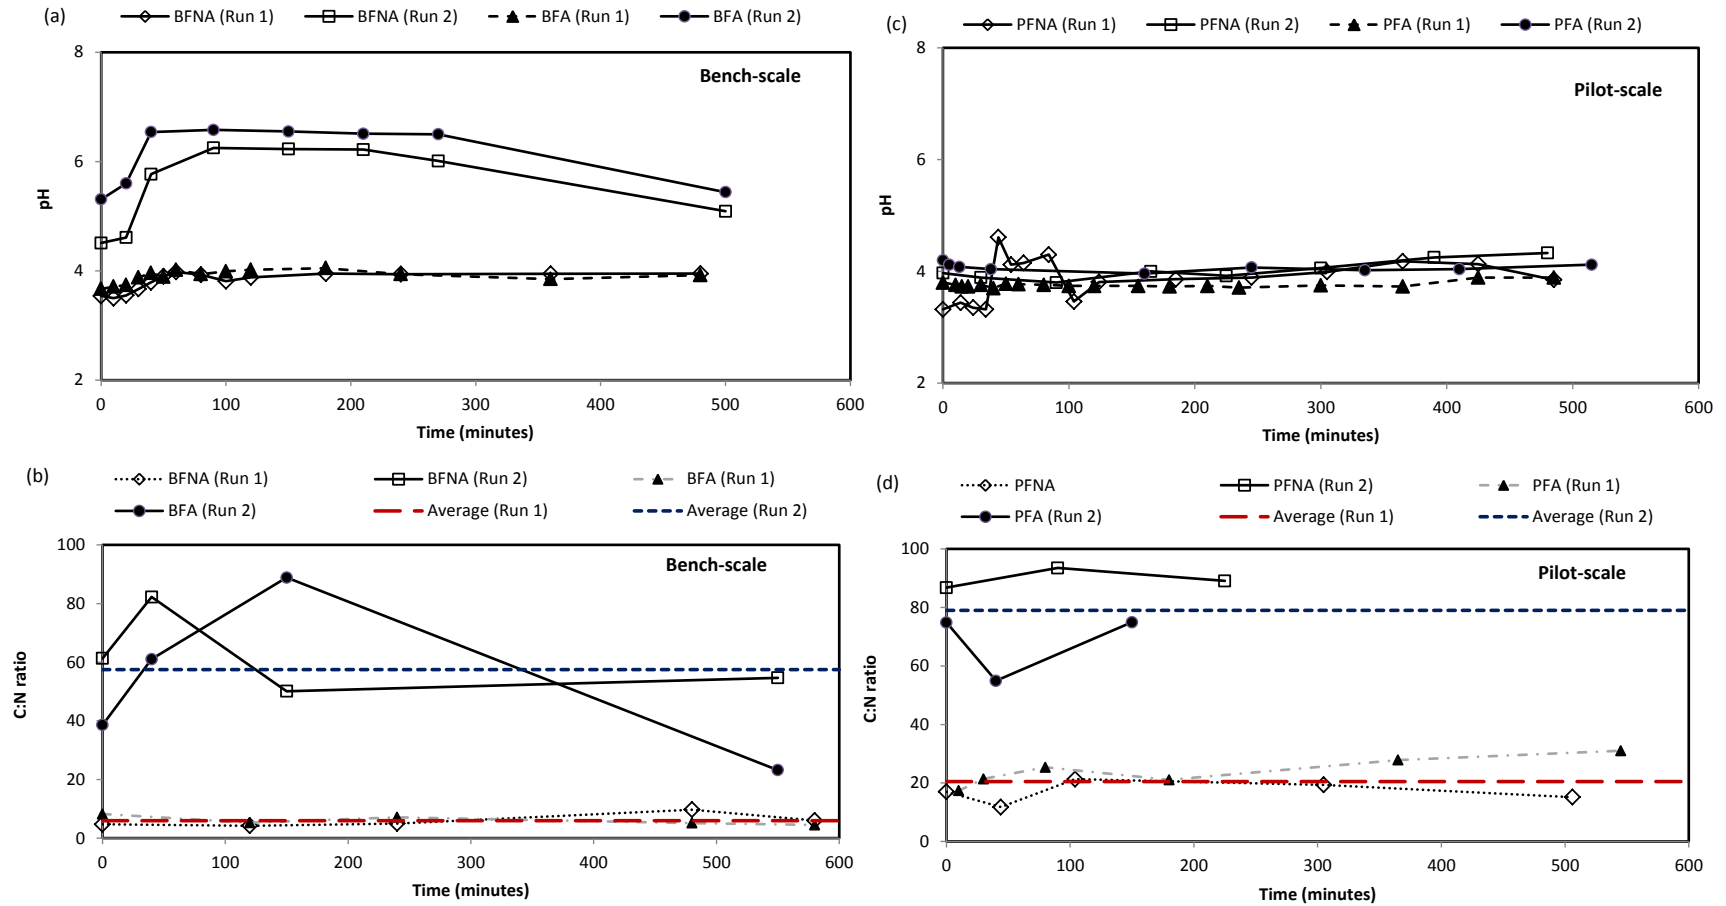 (a)
BFNA (Run 1) BFNA (Run 2) BFA (Run 1) BFA (Run 2)
8
6
4
2
pH
Bench-scale
0 100 200 300 400 500 600
Time (minutes)
(c)
PFNA (Run 1) PFNA (Run 2) PFA (Run 1) PFA (Run 2)
8
6
4
2
pH
Pilot-scale
0 100 200 300 400 500 600
Time (minutes)
(b)
BFNA (Run 1) BFNA (Run 2) BFA (Run 1)
BFA (Run 2) Average (Run 1) Average (Run 2)
100
80
60
40
20
0
C:N ratio
Bench-scale
0 100 200 300 400 500 600
Time (minutes)
(d)
PFNA PFNA (Run 2) PFA (Run 1)
PFA (Run 2) Average (Run 1) Average (Run 2)
100
80
60
40
20
0
C:N ratio
Pilot-scale
0 100 200 300 400 500 600
Time (minutes)